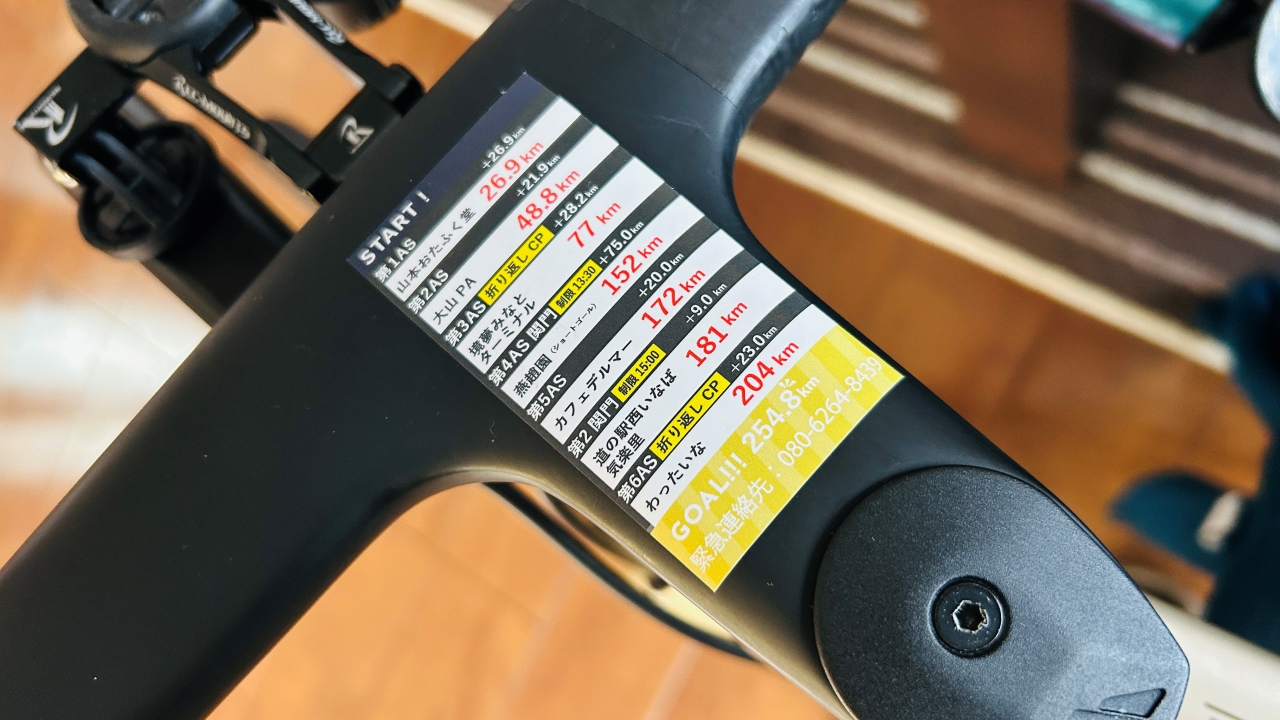 REC-MOUNTS
R
R
START!
+26.9km
第1AS
26.9km
山本おたふく堂
+21.9km
第2AS
48.8km
大山PA
折り返しCP
+28.2km
第3AS
77km
境夢みなと
ターミナル
制限13:30
+75.0km
第4AS 関門
152km
燕趙園(ショートゴール)
+20.0km
第5AS
172km
カフェ デルマー
制限15:00
+9.0km
第2 関門
181km
道の駅西いなば
気楽里
折り返しCP
+23.0km
第6AS
204km
わったいな
GOAL!!! 254.8km
緊急連絡先:080-6264-8439